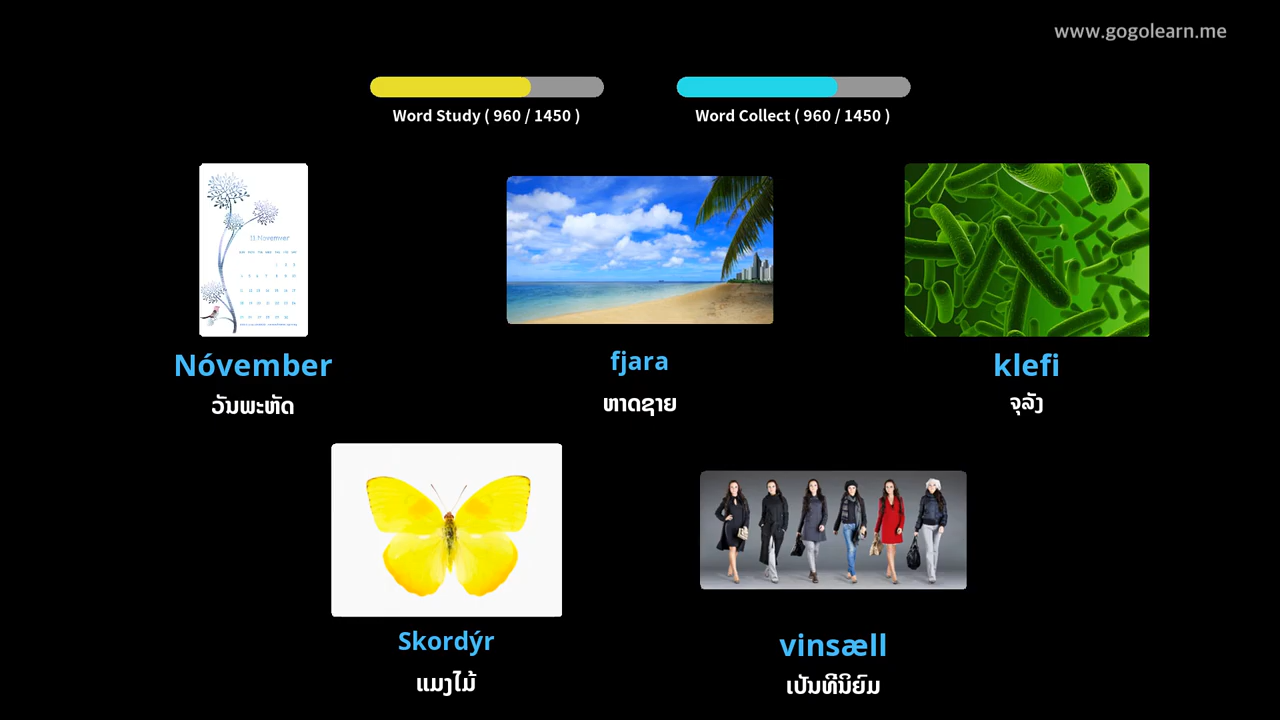 www.gogolearn.me
Word Study ( 960 / 1450 )
Word Collect ( 960 / 1450 )
11 November
Nóvember
ວັນພະຫັດ
fjara
ຫາດຊາຍ
klefi
ຈຸລັງ
Skordýr
ແມງໄມ້
vinsæll
ເປັນທີນິຍົມ